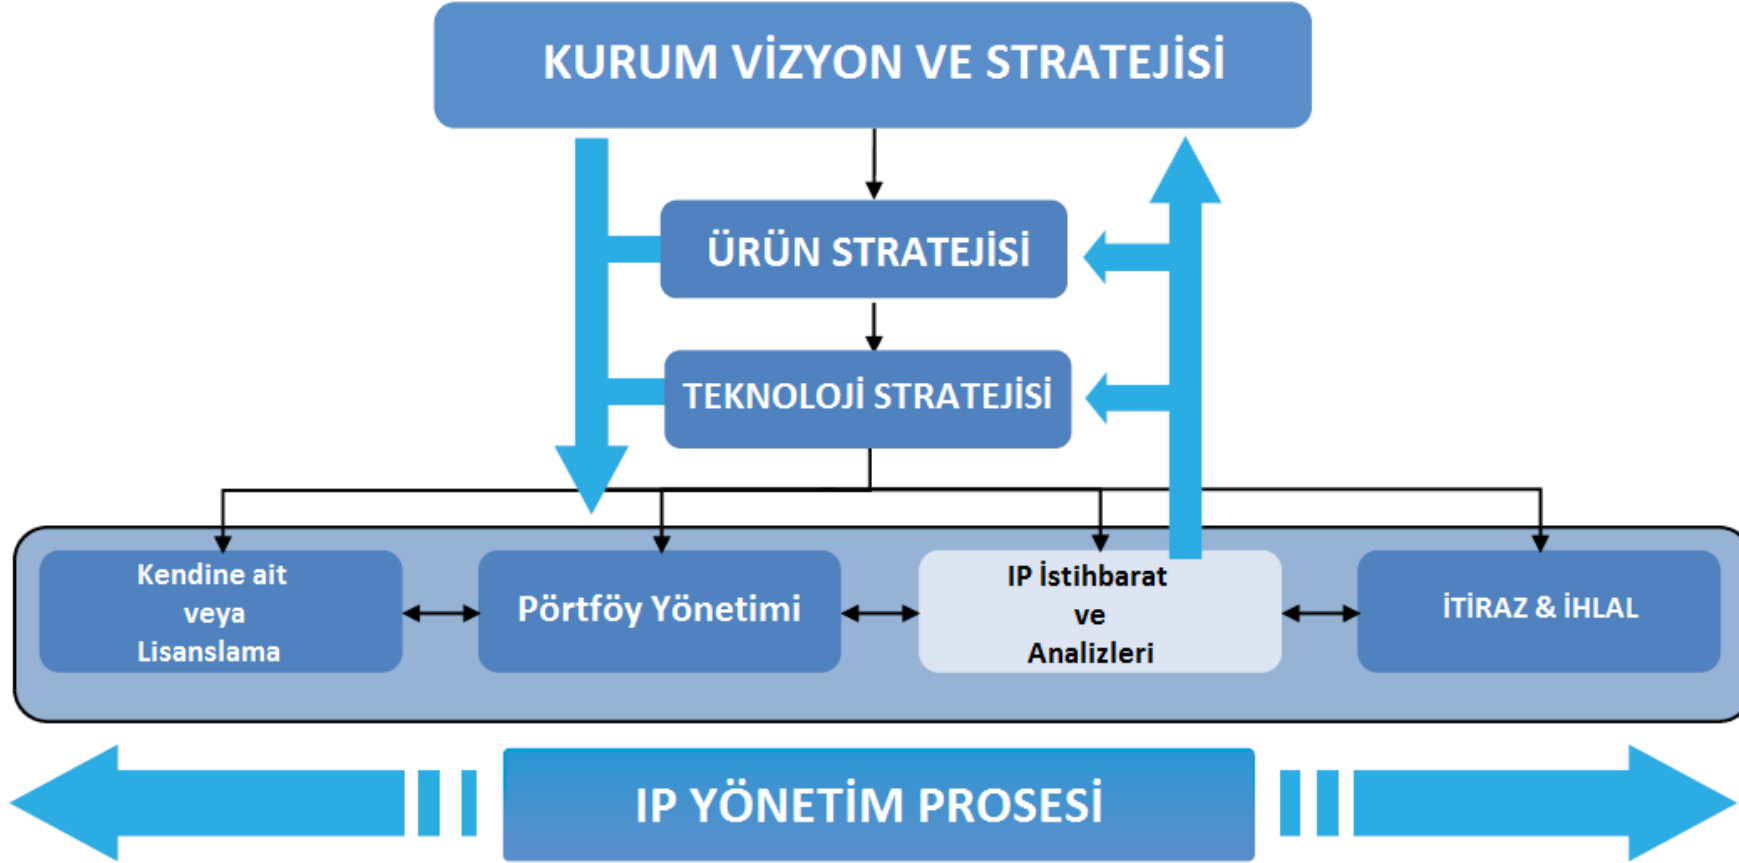 KURUM VİZYON VE STRATEJİSİ
ÜRÜN STRATEJİSİ
TEKNOLOJİ STRATEJİSİ
Kendine ait
veya
Lisanslama
Pörtföy Yönetimi
IP İstihbarat
ve
Analizleri
İTİRAZ & İHLAL
IP YÖNETİM PROSESİ